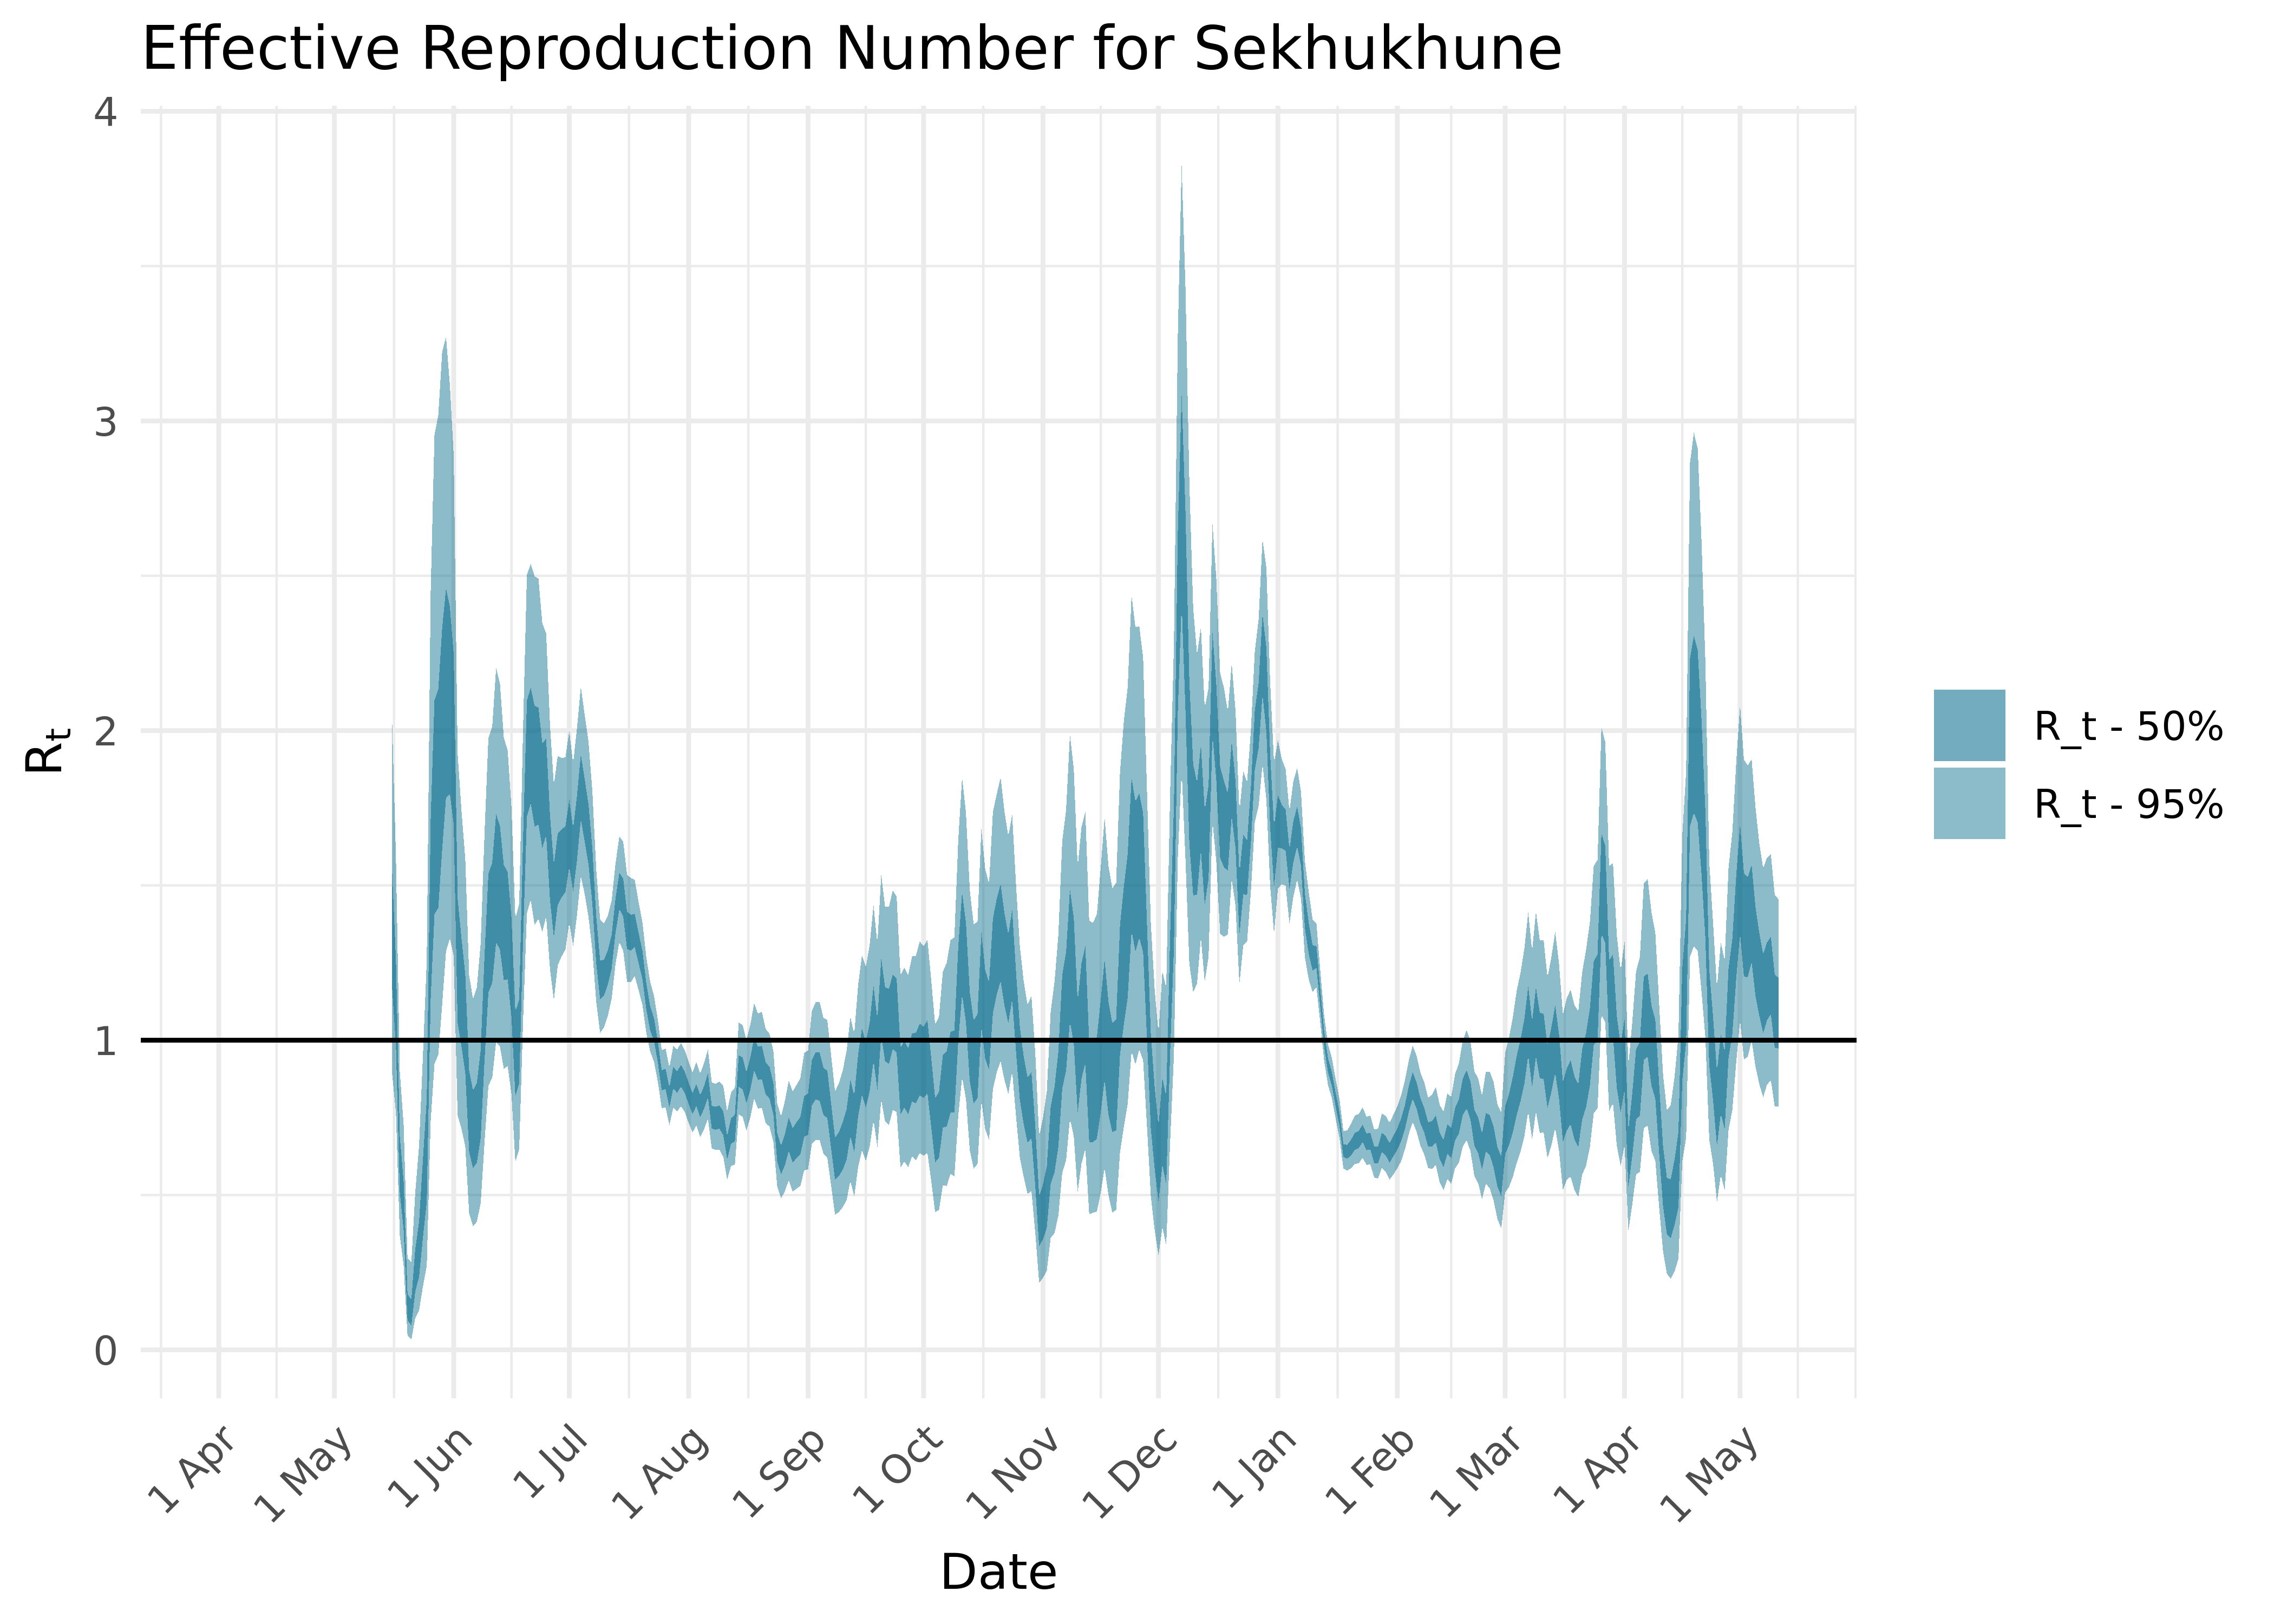 Effective Reproduction Number for Sekhukhune
4
3
2
1
0
Rt
1 Apr
1 May
1 Jun
1 Jul
1 Aug
1 Sep
1 Oct
1 Nov
1 Dec
1 Jan
1 Feb
1 Mar
1 Apr
1 May
Date
R_t - 50%
R_t - 95%